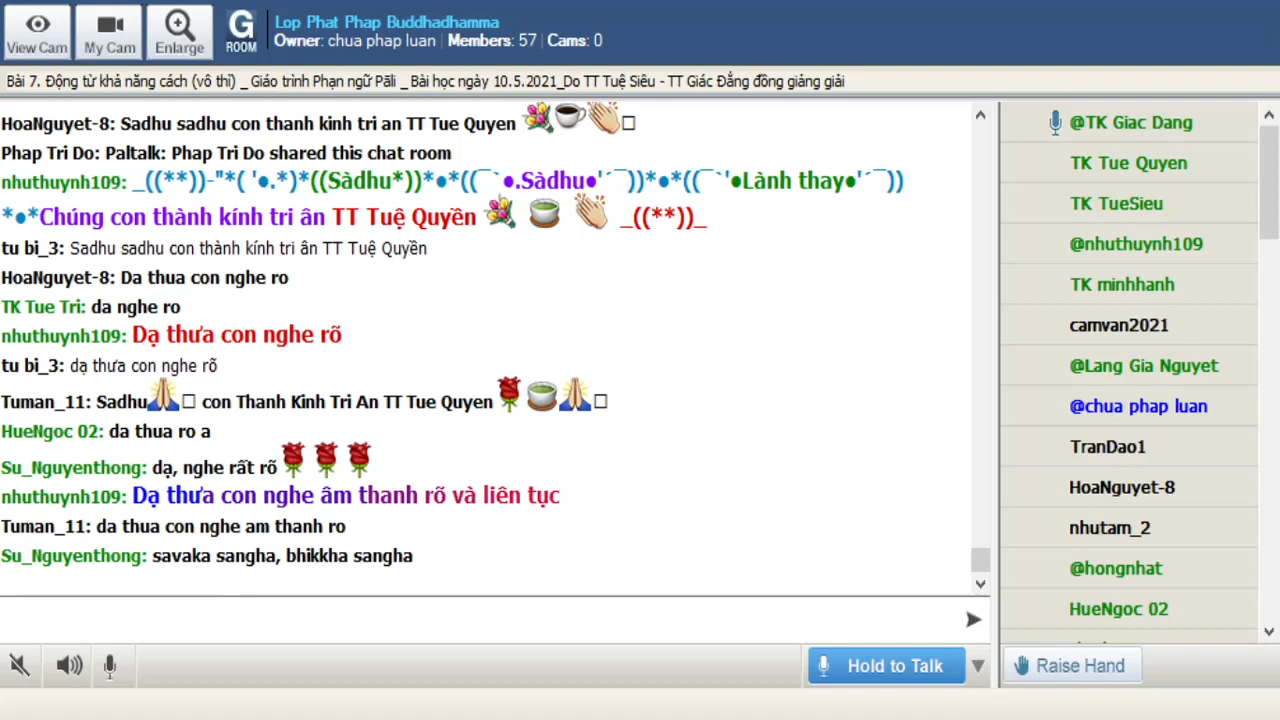 View Cam
My Cam
Enlarge
G
ROOM
Lop Phat Phap Buddhadhamma
Owner: chua phap luan | Members: 57 | Cams: 0
Bài 7. Động từ khả năng cách (vô thì) _ Giáo trình Phạn ngữ Pāli _ Bài học ngày 10.5.2021_Do TT Tuệ Siêu - TT Giác Đẳng đồng giảng giải
HoaNguyet-8: Sadhu sadhu con thanh kinh tri an TT Tue Quyen
Phap Tri Do: Paltalk: Phap Tri Do shared this chat room
nhuthuynh109: _((**))-"*( '●.*)*((Sàdhu*))*●*((¯`●.Sàdhu●'´¯))*●*((¯`'●Lành thay●'´¯))
*●*Chúng con thành kính tri ân TT Tuệ Quyền _((**))_
tu bi_3: Sadhu sadhu con thành kính tri ân TT Tuệ Quyền
HoaNguyet-8: Da thua con nghe ro
TK Tue Tri: da nghe ro
nhuthuynh109: Dạ thưa con nghe rõ
tu bi_3: dạ thưa con nghe rõ
Tuman_11: Sadhu con Thanh Kinh Tri An TT Tue Quyen
HueNgoc 02: da thua ro a
Su_Nguyenthong: dạ, nghe rất rõ
nhuthuynh109: Dạ thưa con nghe âm thanh rõ và liên tục
Tuman_11: da thua con nghe am thanh ro
Su_Nguyenthong: savaka sangha, bhikkha sangha
@TK Giac Dang
TK Tue Quyen
TK TueSieu
@nhuthuynh109
TK minhhanh
camvan2021
@Lang Gia Nguyet
@chua phap luan
TranDao1
HoaNguyet-8
nhutam_2
@hongnhat
HueNgoc 02
Hold to Talk
Raise Hand